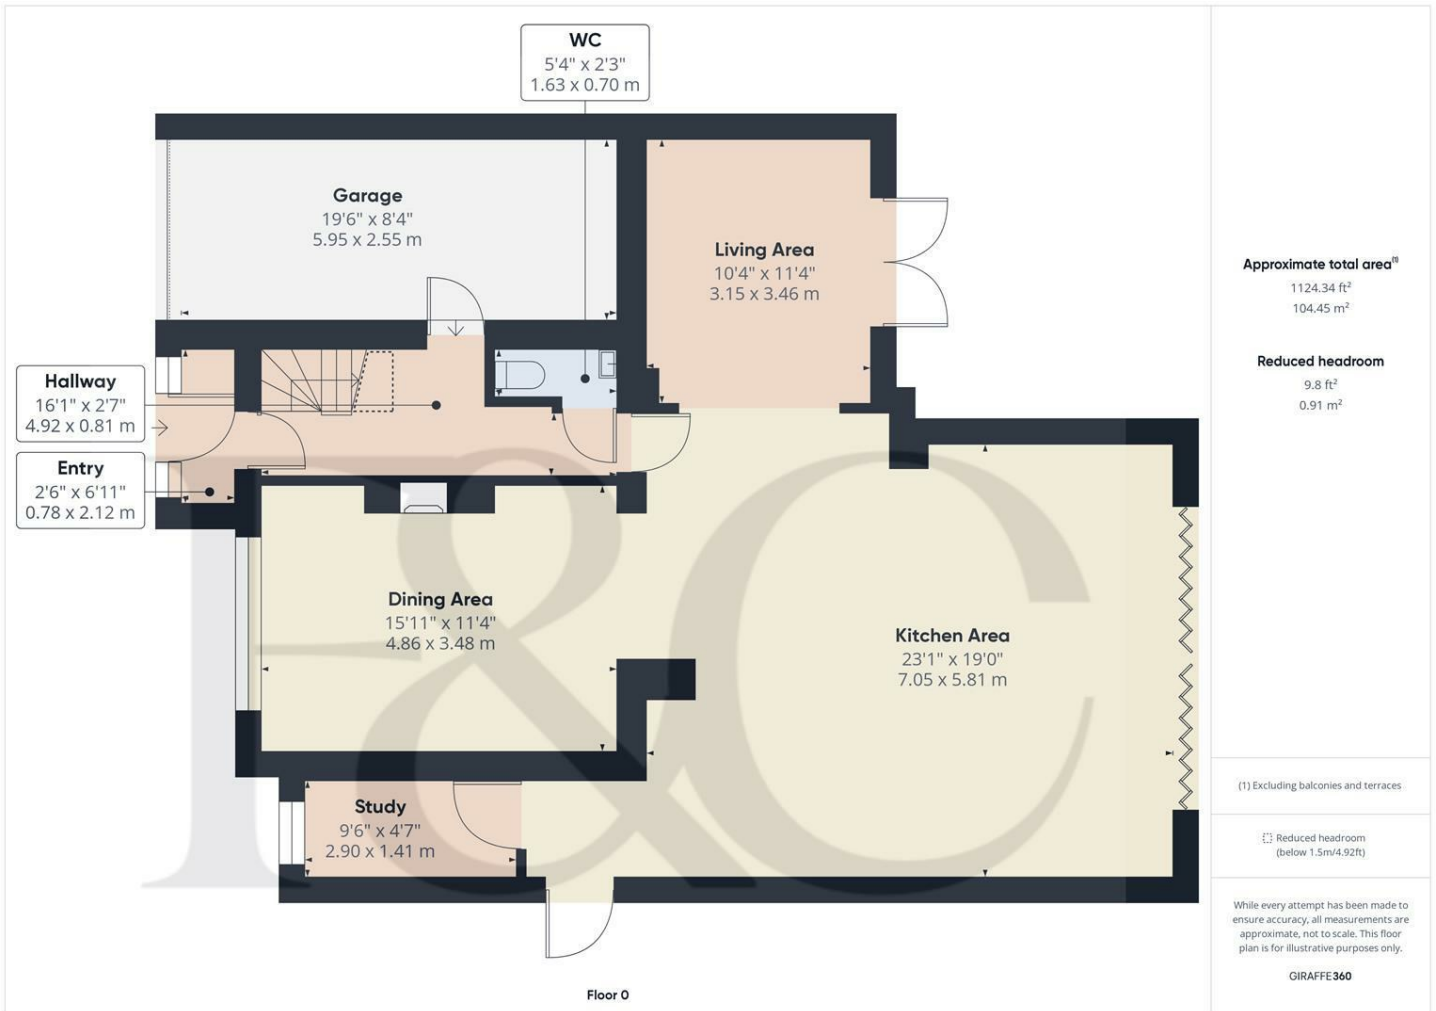 WC
5'4" x 2'3"
1.63 x 0.70 m
Garage
19'6" x 8'4"
5.95 x 2.55 m
Living Area
10'4" x 11'4"
3.15 x 3.46 m
Hallway
16'1" x 2'7"
4.92 x 0.81 m
Entry
2'6" x 6'11"
0.78 x 2.12 m
Dining Area
15'11" x 11'4"
4.86 x 3.48 m
Kitchen Area
23'1" x 19'0"
7.05 x 5.81 m
Study
9'6" x 4'7"
2.90 x 1.41 m
F&C
Floor 0
Approximate total area⁽¹⁾
1124.34 ft²
104.45 m²
Reduced headroom
9.8 ft²
0.91 m²
(1) Excluding balconies and terraces
Reduced headroom
(below 1.5m/4.92ft)
While every attempt has been made to
ensure accuracy, all measurements are
approximate, not to scale. This floor
plan is for illustrative purposes only.
GIRAFFE360